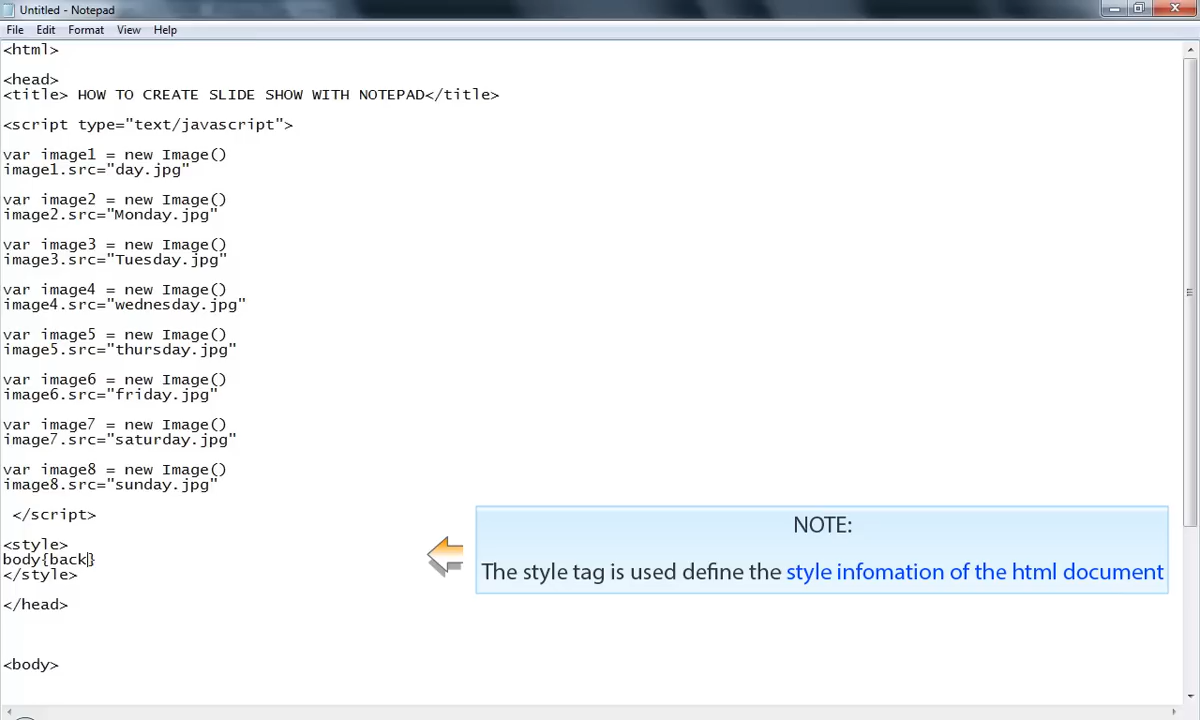 Untitled - Notepad
File Edit Format View Help
<html>
<head>
<title> HOW TO CREATE SLIDE SHOW WITH NOTEPAD</title>
<script type="text/javascript">
var image1 = new Image()
image1.src="day.jpg"
var image2 = new Image()
image2.src="Monday.jpg"
var image3 = new Image()
image3.src="Tuesday.jpg"
var image4 = new Image()
image4.src="wednesday.jpg"
var image5 = new Image()
image5.src="thursday.jpg"
var image6 = new Image()
image6.src="friday.jpg"
var image7 = new Image()
image7.src="saturday.jpg"
var image8 = new Image()
image8.src="sunday.jpg"
</script>
<style>
body{back}
</style>
</head>
<body>
NOTE:
The style tag is used define the style infomation of the html document